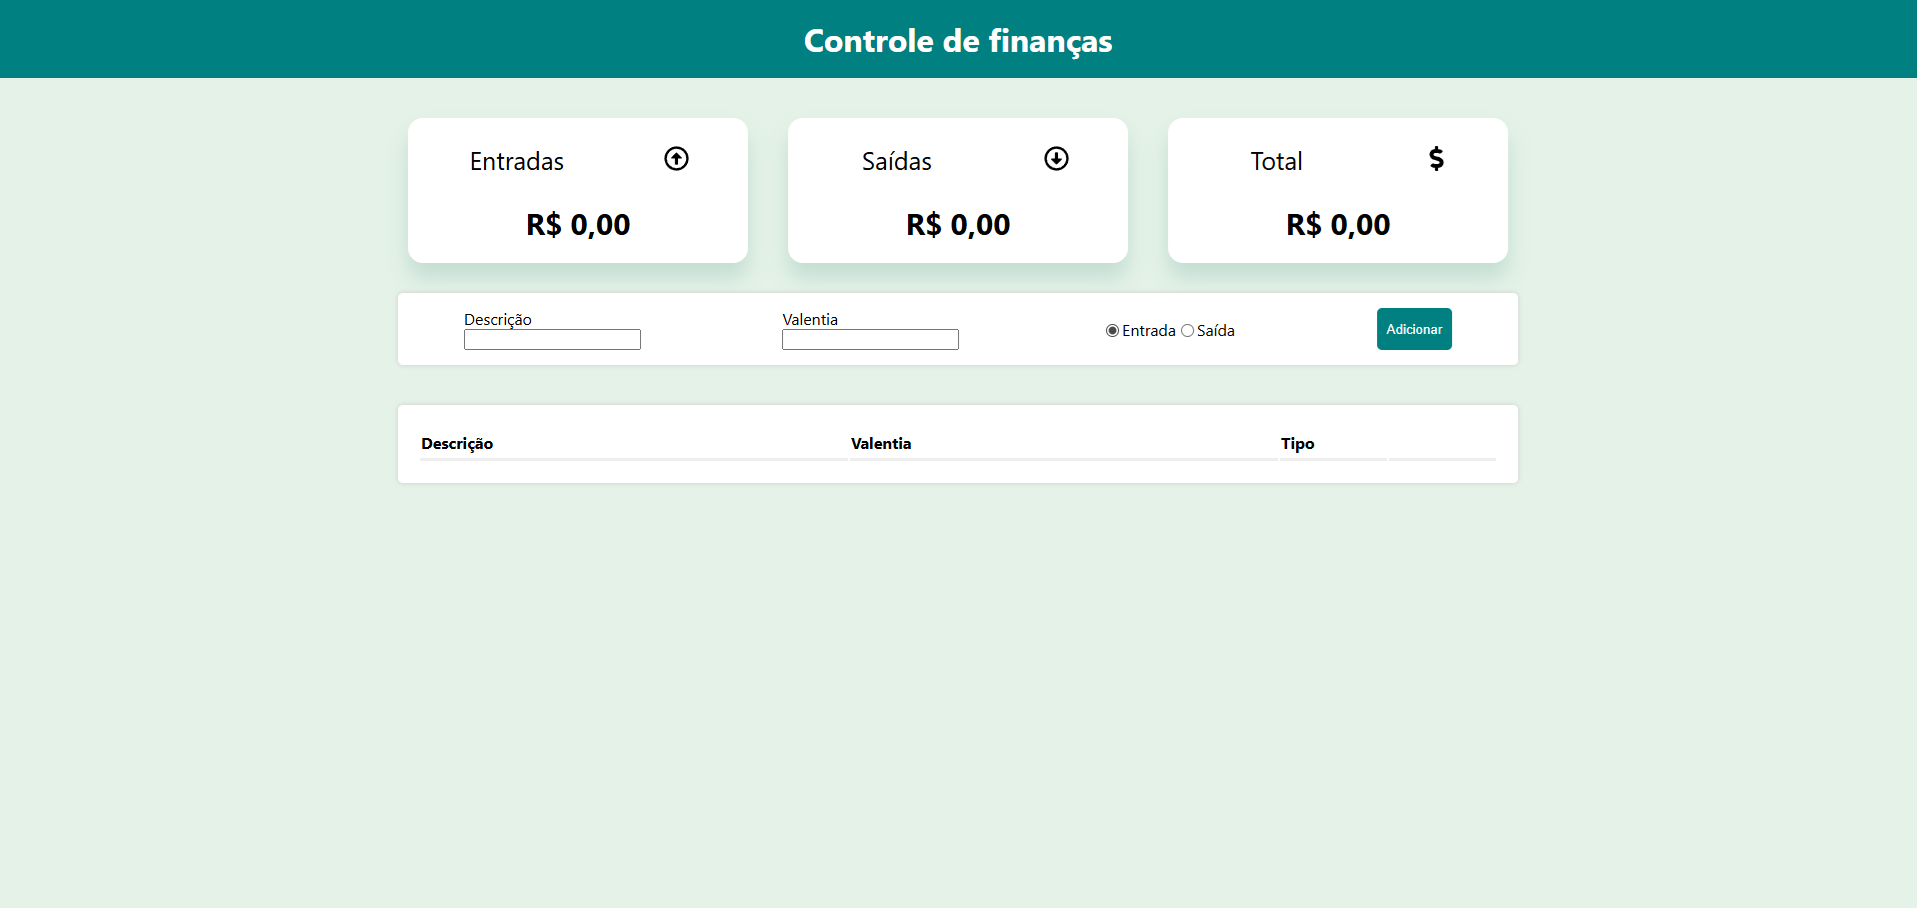 Controle de finanças
Entradas
R$ 0,00
Saídas
R$ 0,00
Total
$
R$ 0,00
Descrição
Valentia
Entrada Saída
Adicionar
Descrição Valentia Tipo